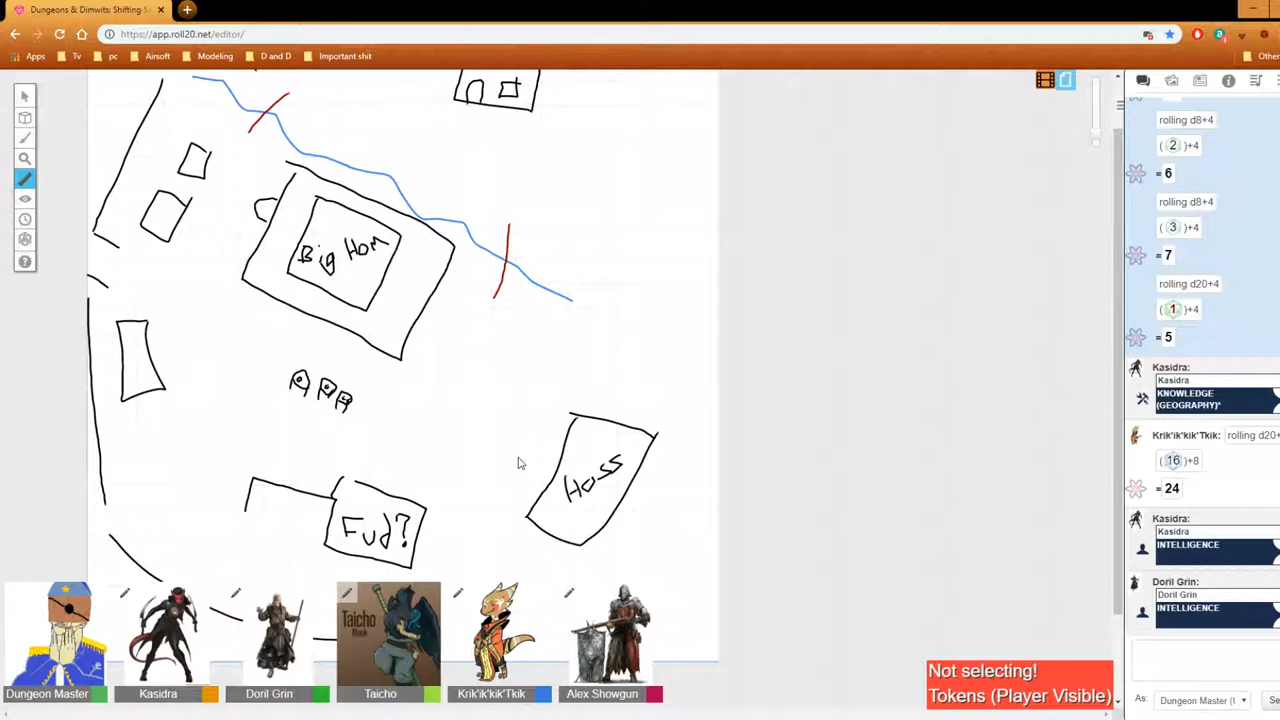 Dungeons & Dimwits: Shifting S
https://app.roll20.net/editor/
Apps Tv pc Airsoft Modeling D and D Important shit Other
Big Hom
Hoss
Fud?
rolling d8+4
(2)+4
= 6
rolling d8+4
(3)+4
= 7
rolling d20+4
(1)+4
= 5
Kasidra:
Kasidra
KNOWLEDGE
(GEOGRAPHY)*
Krik'ik'kik'Tkik: rolling d20+
(16)+8
= 24
Kasidra:
Kasidra
INTELLIGENCE
Doril Grin:
Doril Grin
INTELLIGENCE
Taicho
Monk
Dungeon Master Kasidra Doril Grin Taicho Krik'ik'kik'Tkik Alex Showgun
Not selecting!
Tokens (Player Visible)
As: Dungeon Master ( Se